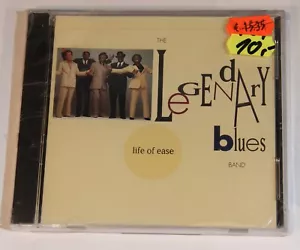 THE
LEGENdARY
blues
BAND
life of ease
10,-